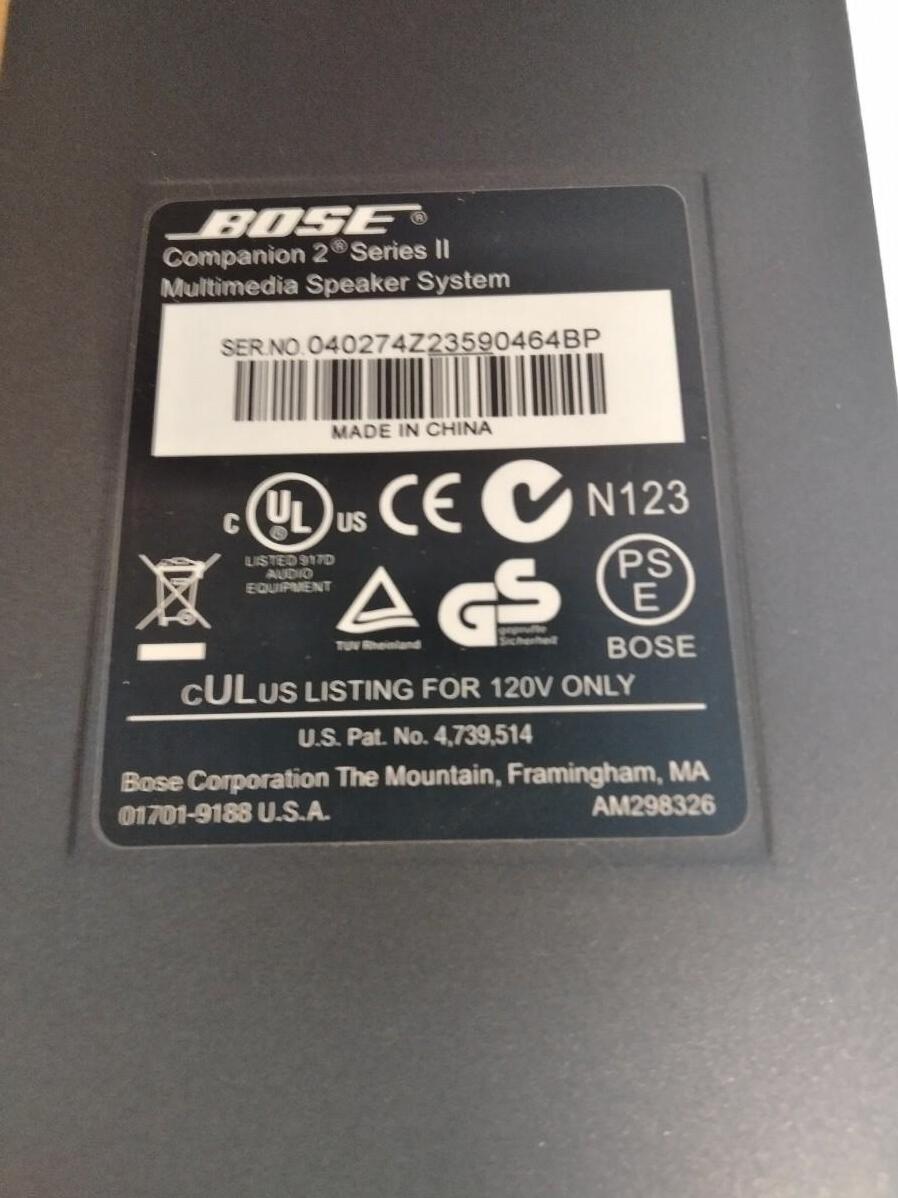 BOSE®
Companion 2® Series II
Multimedia Speaker System
SER.NO. 040274Z23590464BP
MADE IN CHINA
C UL® US CE N123
LISTED 917D
AUDIO
EQUIPMENT
PS
E
TÜV Rheinland
GS
geprüfte
Sicherheit
BOSE
cULus LISTING FOR 120V ONLY
U.S. Pat. No. 4,739,514
Bose Corporation The Mountain, Framingham, MA
01701-9188 U.S.A. AM298326